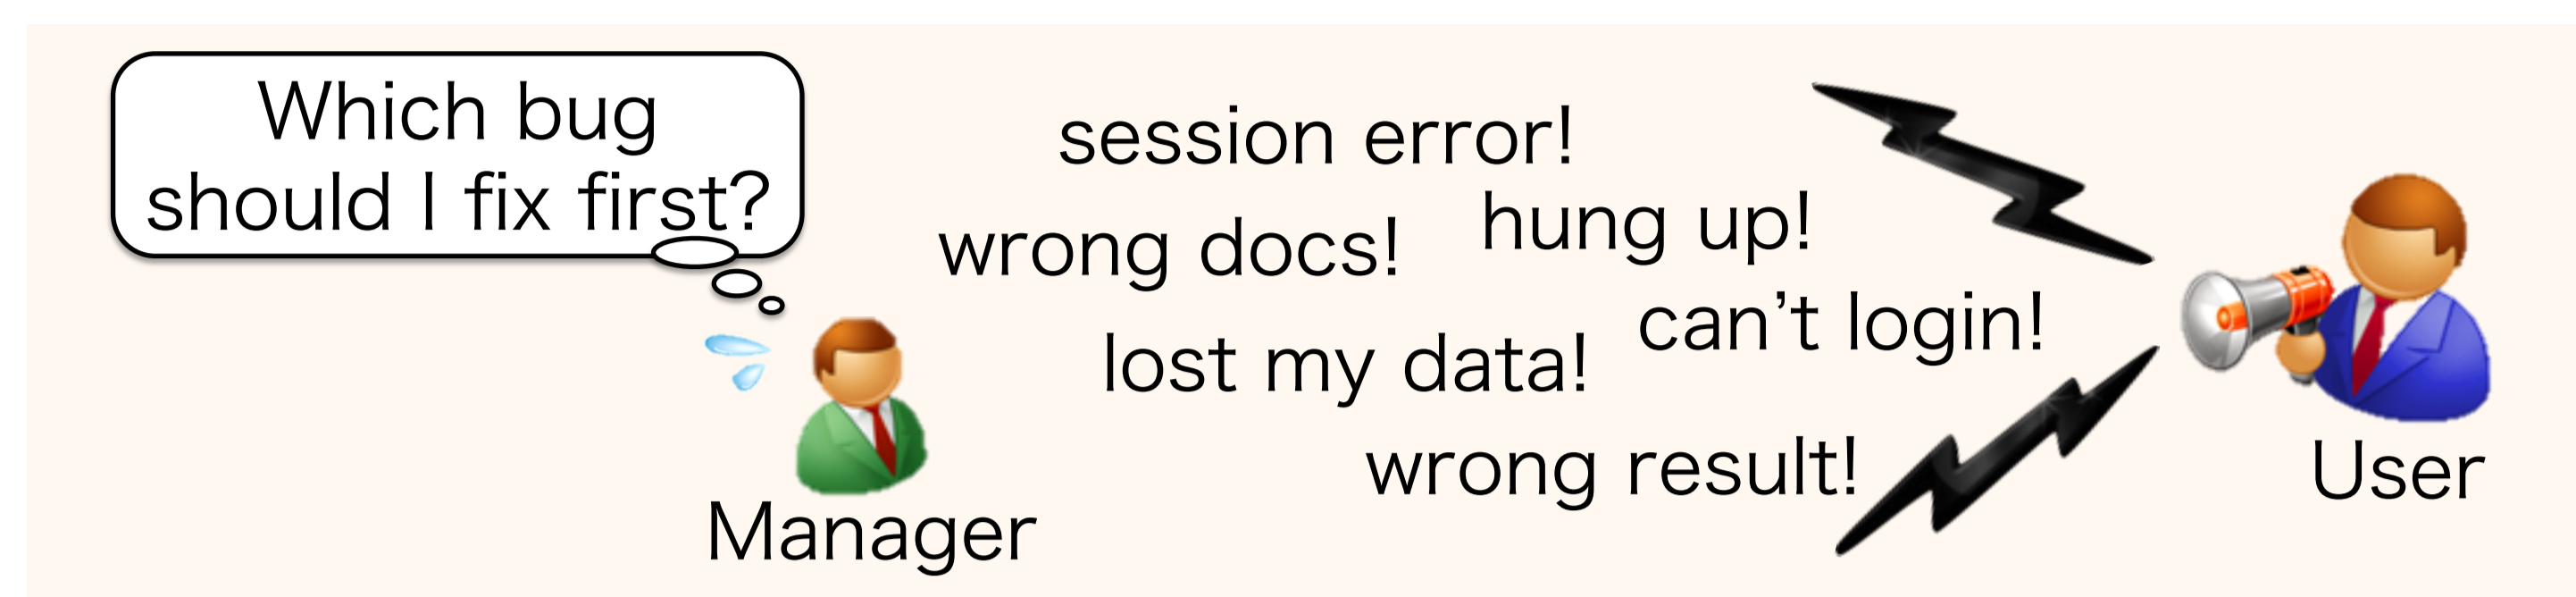 Which bug
should I fix first?
session error!
hung up!
wrong docs!
can't login!
lost my data!
wrong result!
Manager
User